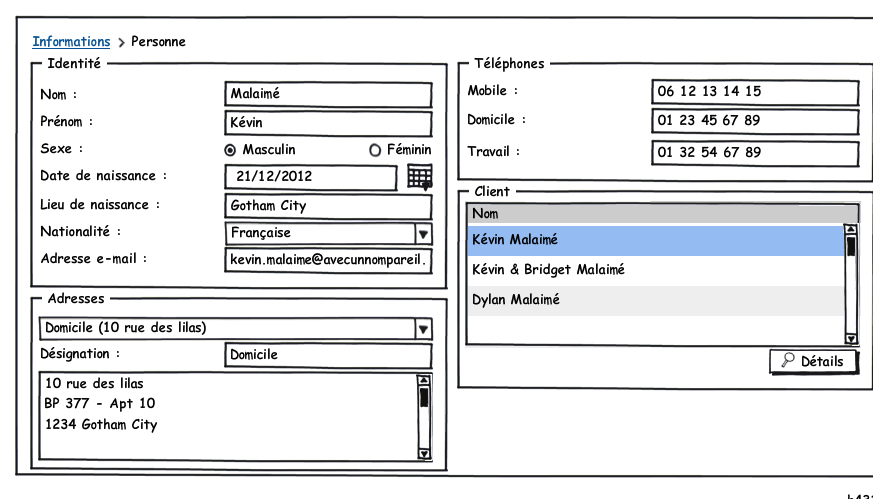 Informations > Personne
Identité
Nom : Malaimé
Prénom : Kévin
Sexe : Masculin Féminin
Date de naissance : 21/12/2012
Lieu de naissance : Gotham City
Nationalité : Française
Adresse e-mail : kevin.malaime@avecunnompareil.
Adresses
Domicile (10 rue des lilas)
Désignation : Domicile
10 rue des lilas
BP 377 - Apt 10
1234 Gotham City
Téléphones
Mobile : 06 12 13 14 15
Domicile : 01 23 45 67 89
Travail : 01 32 54 67 89
Client
Nom
Kévin Malaimé
Kévin & Bridget Malaimé
Dylan Malaimé
Détails